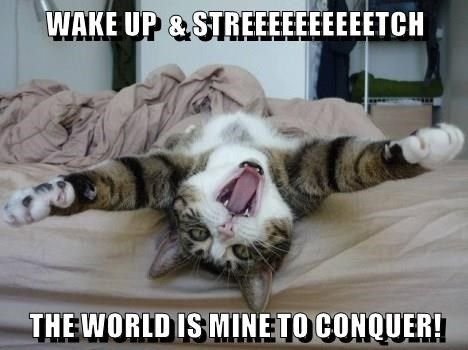 WAKE UP & STREEEEEEEEEETCH
THE WORLD IS MINE TO CONQUER!